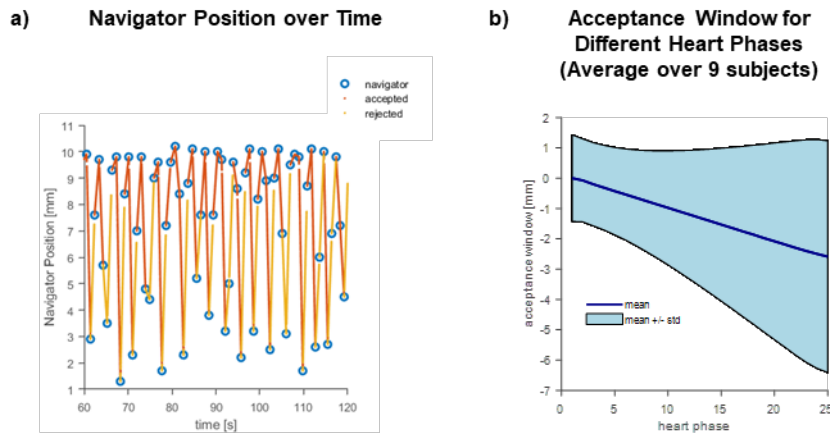 a) Navigator Position over Time
navigator
accepted
rejected
11
10
9
8
7
6
5
4
3
2
1
Navigator Position [mm]
60 70 80 90 100 110 120
time [s]
b) Acceptance Window for
Different Heart Phases
(Average over 9 subjects)
2
1
0
-1
-2
-3
-4
-5
-6
-7
acceptance window [mm]
mean
mean +/- std
0 5 10 15 20 25
heart phase